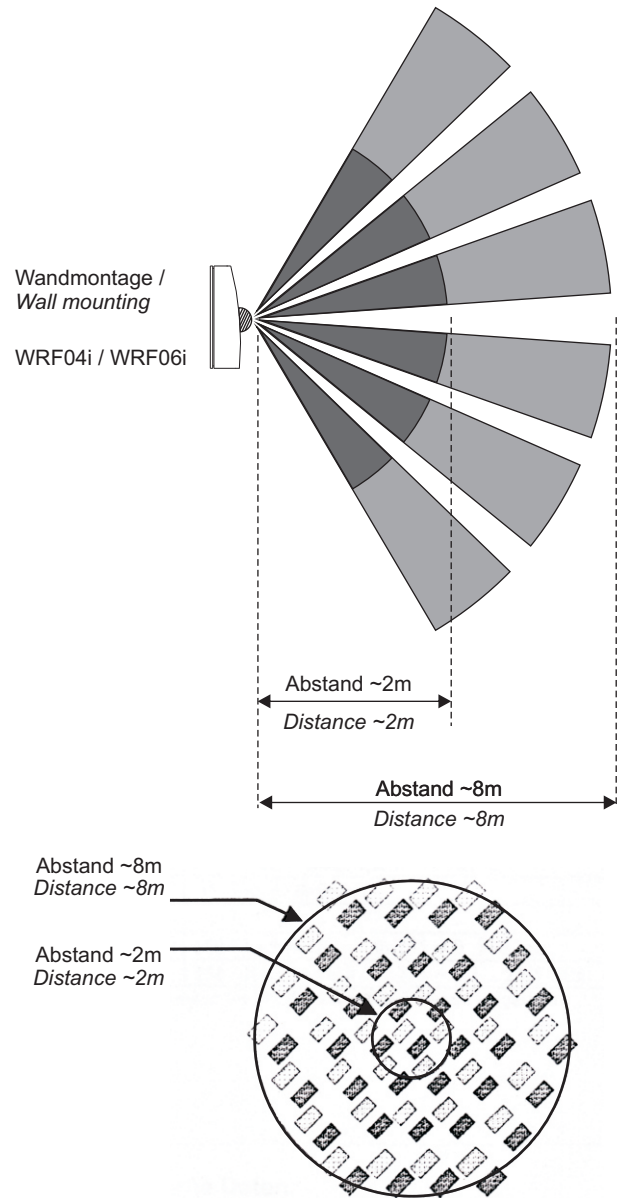 Wandmontage /
Wall mounting
WRF04i / WRF06i
Abstand ~2m
Distance ~2m
Abstand ~8m
Distance ~8m
Abstand ~8m
Distance ~8m
Abstand ~2m
Distance ~2m